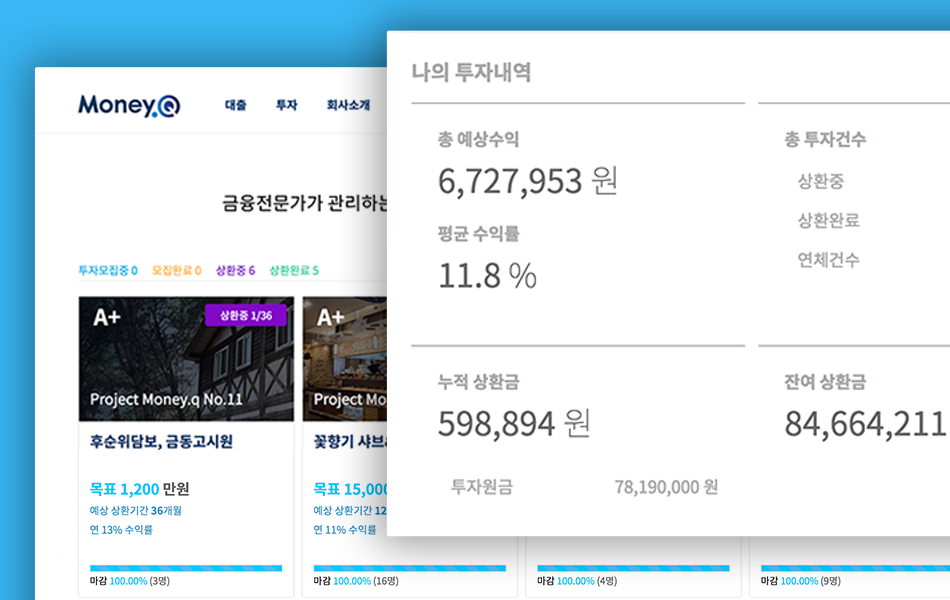 Money.Q 대출 투자 회사소개
금융전문가가 관리하는
투자모집중 0 모집완료 0 상환중 6 상환완료 5
A+
상환중 1/36
Project Money.q No.11
후순위담보, 금동고시원
목표 1,200 만원
예상 상환기간 36개월
연 13% 수익률
마감 100.00% (3명)
A+
Project Mo
꽃향기 샤브
목표 15,000
예상 상환기간 12
연 11% 수익률
마감 100.00% (16명)
마감 100.00% (4명)
마감 100.00% (9명)
나의 투자내역
총 예상수익
6,727,953 원
평균 수익률
11.8 %
총 투자건수
상환중
상환완료
연체건수
누적 상환금
598,894 원
투자원금 78,190,000 원
잔여 상환금
84,664,211